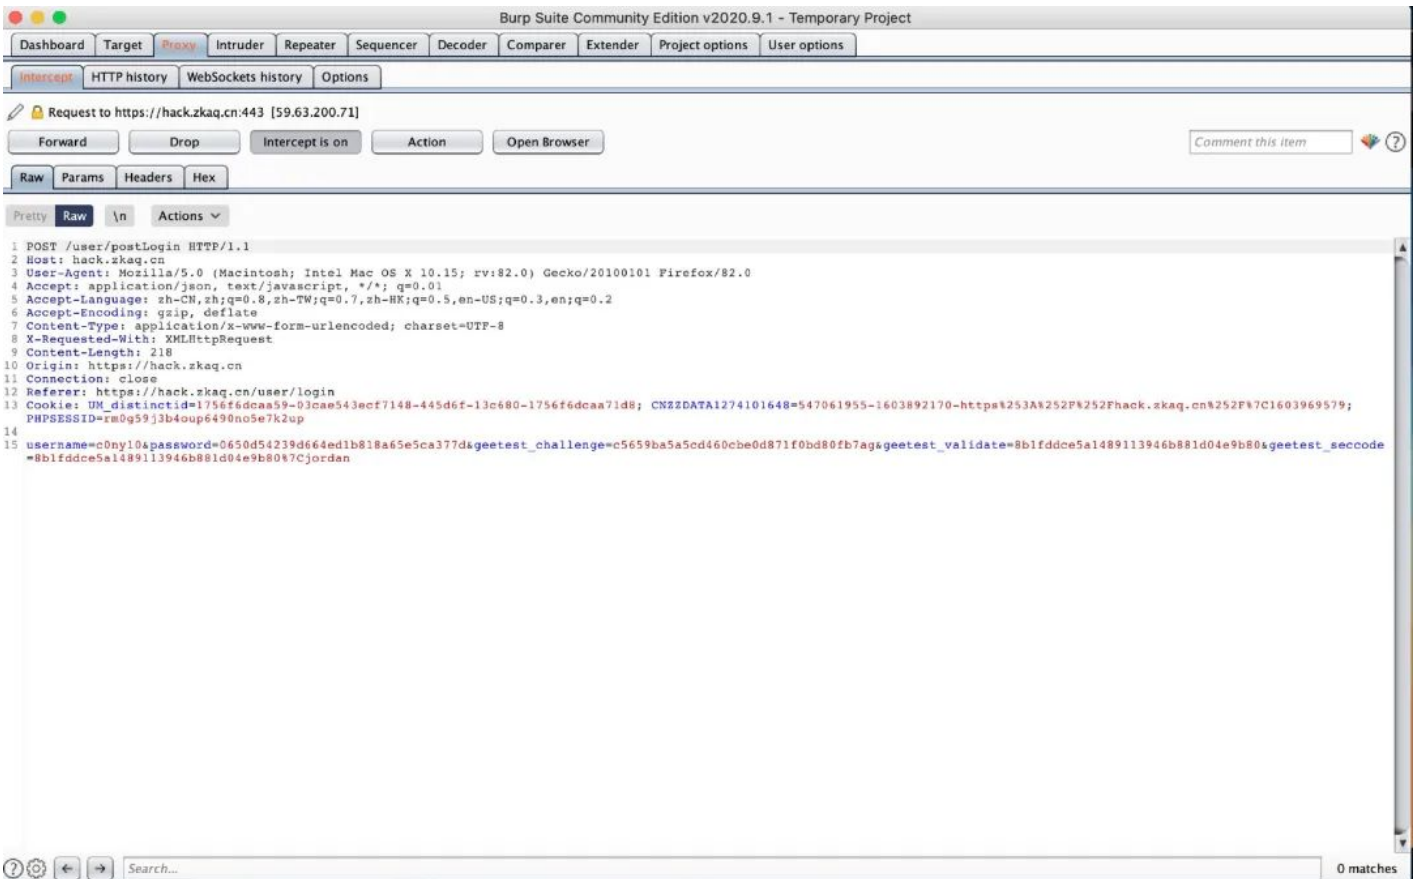 Burp Suite Community Edition v2020.9.1 - Temporary Project
Dashboard Target Proxy Intruder Repeater Sequencer Decoder Comparer Extender Project options User options
Intercept HTTP history WebSockets history Options
Request to https://hack.zkaq.cn:443 [59.63.200.71]
Forward Drop Intercept is on Action Open Browser Comment this item
Raw Params Headers Hex
Pretty Raw \n Actions
1 POST /user/postLogin HTTP/1.1
2 Host: hack.zkaq.cn
3 User-Agent: Mozilla/5.0 (Macintosh; Intel Mac OS X 10.15; rv:82.0) Gecko/20100101 Firefox/82.0
4 Accept: application/json, text/javascript, */*; q=0.01
5 Accept-Language: zh-CN,zh;q=0.8,zh-TW;q=0.7,zh-HK;q=0.5,en-US;q=0.3,en;q=0.2
6 Accept-Encoding: gzip, deflate
7 Content-Type: application/x-www-form-urlencoded; charset=UTF-8
8 X-Requested-With: XMLHttpRequest
9 Content-Length: 218
10 Origin: https://hack.zkaq.cn
11 Connection: close
12 Referer: https://hack.zkaq.cn/user/login
13 Cookie: UM_distinctid=1756f6dcaa59-03cae543ecf7148-445d6f-13c680-1756f6dcaa71d8; CNZZDATA1274101648=547061955-1603892170-https%253A%252F%252Fhack.zkaq.cn%252F%7C1603969579;
PHPSESSID=rm0g59j3b4oup6490no5e7k2up
14
15 username=c0ny10&password=0650d54239d664ed1b818a65e5ca377d&geetest_challenge=c5659ba5a5cd460cbe0d871f0bd80fb7ag&geetest_validate=8b1fddce5a1489113946b881d04e9b80&geetest_seccode
=8b1fddce5a1489113946b881d04e9b80%7Cjordan
Search... 0 matches